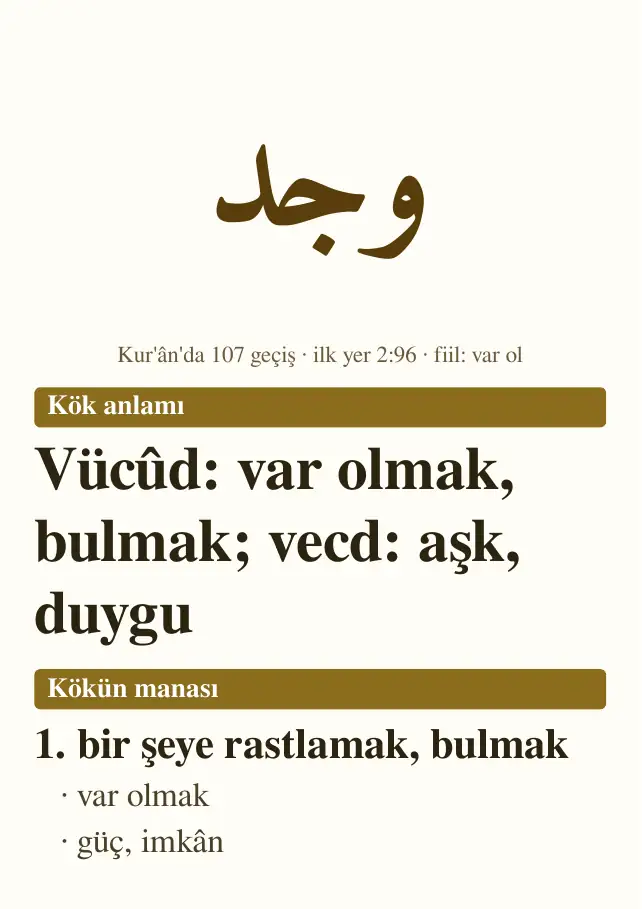 وجد
Kur'ân'da 107 geçiş · ilk yer 2:96 · fiil: var ol
Kök anlamı
Vücûd: var olmak,
bulmak; vecd: aşk,
duygu
Kökün manası
1. bir şeye rastlamak, bulmak
· var olmak
· güç, imkân